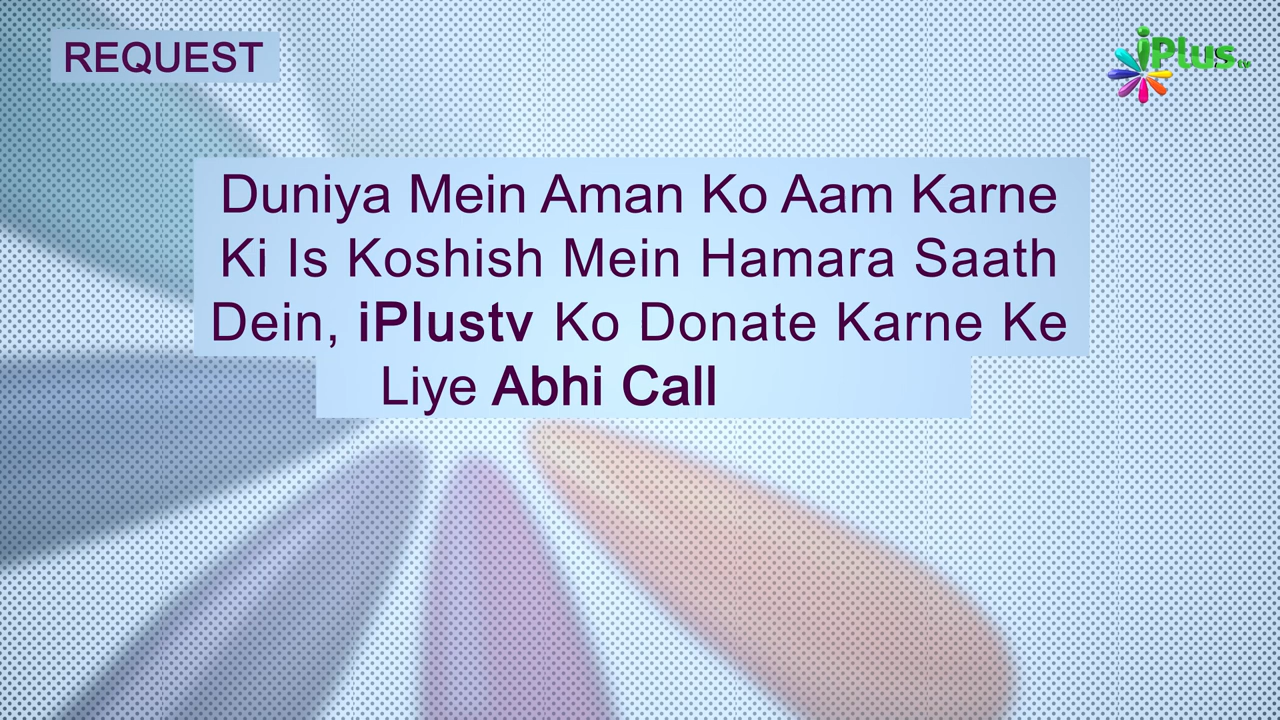 REQUEST
iPlus tv
Duniya Mein Aman Ko Aam Karne
Ki Is Koshish Mein Hamara Saath
Dein, iPlustv Ko Donate Karne Ke
Liye Abhi Call